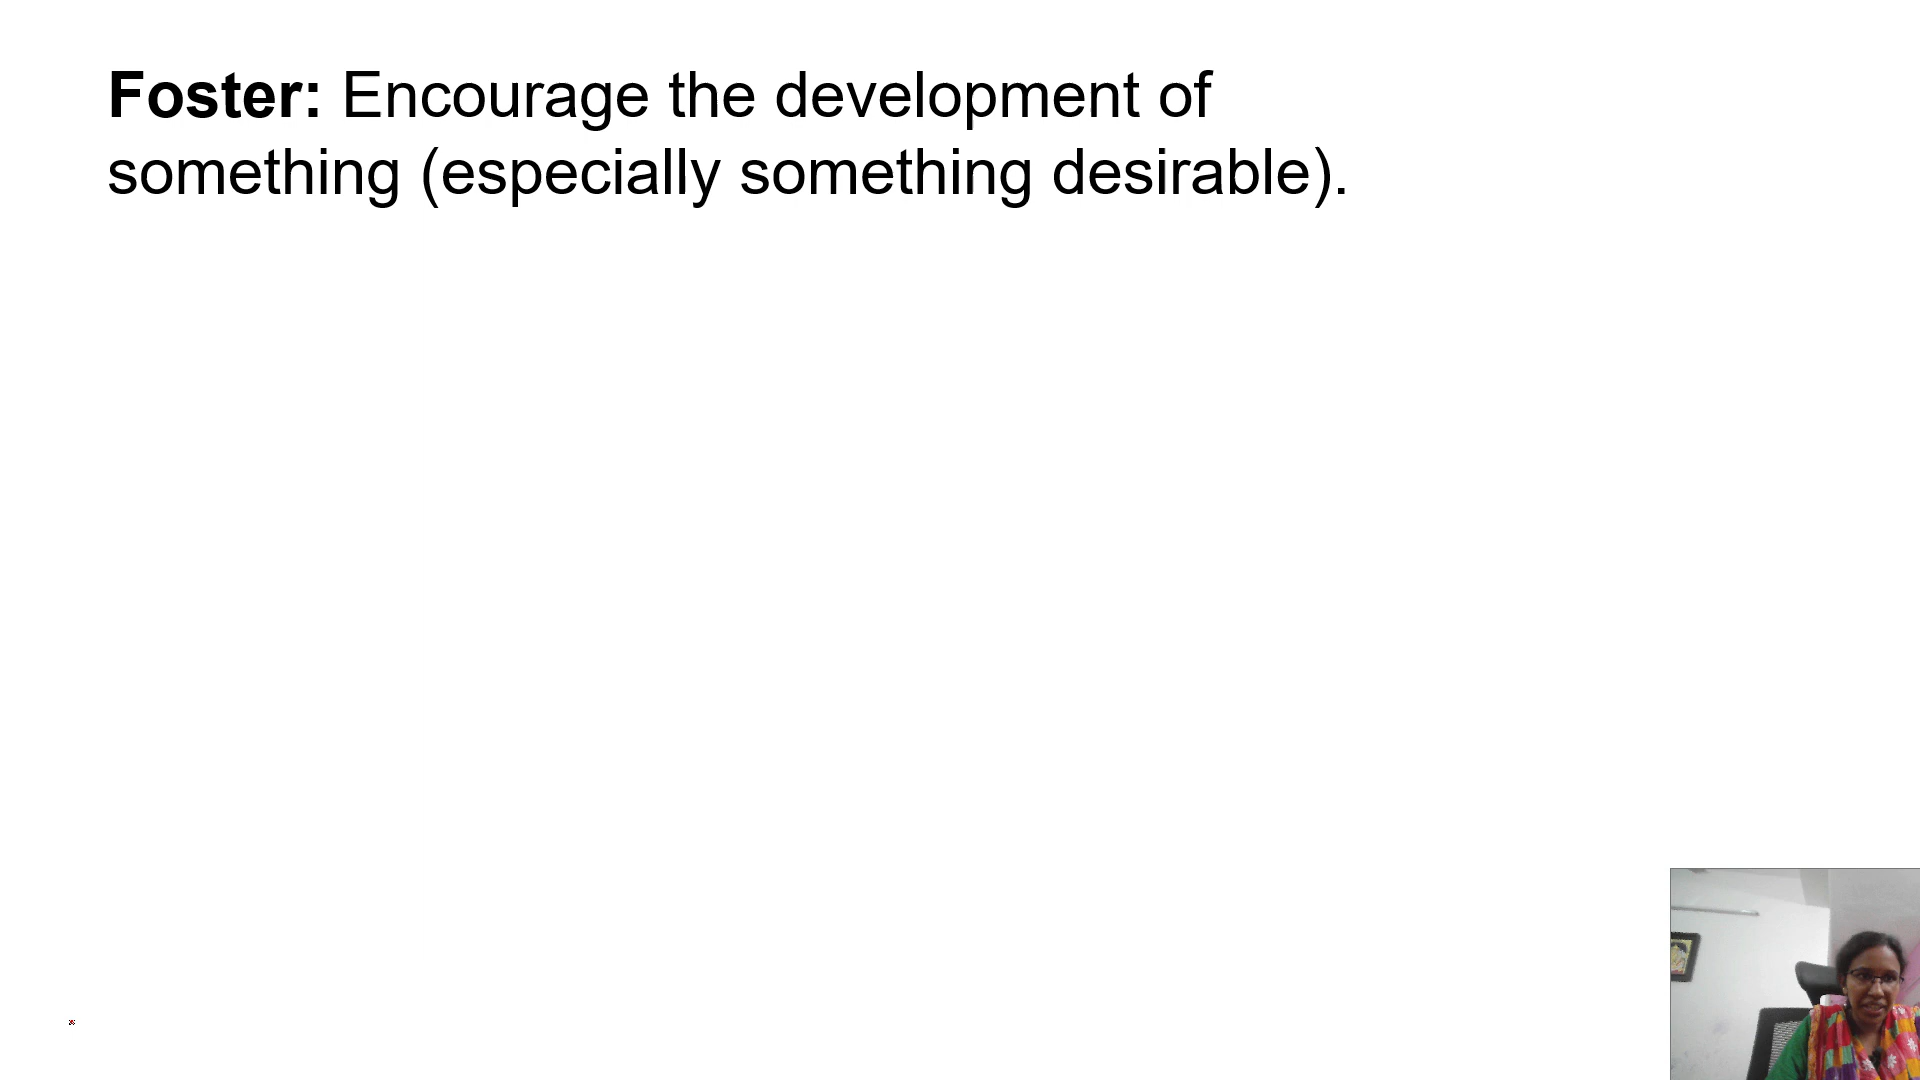 Foster: Encourage the development of
something (especially something desirable).